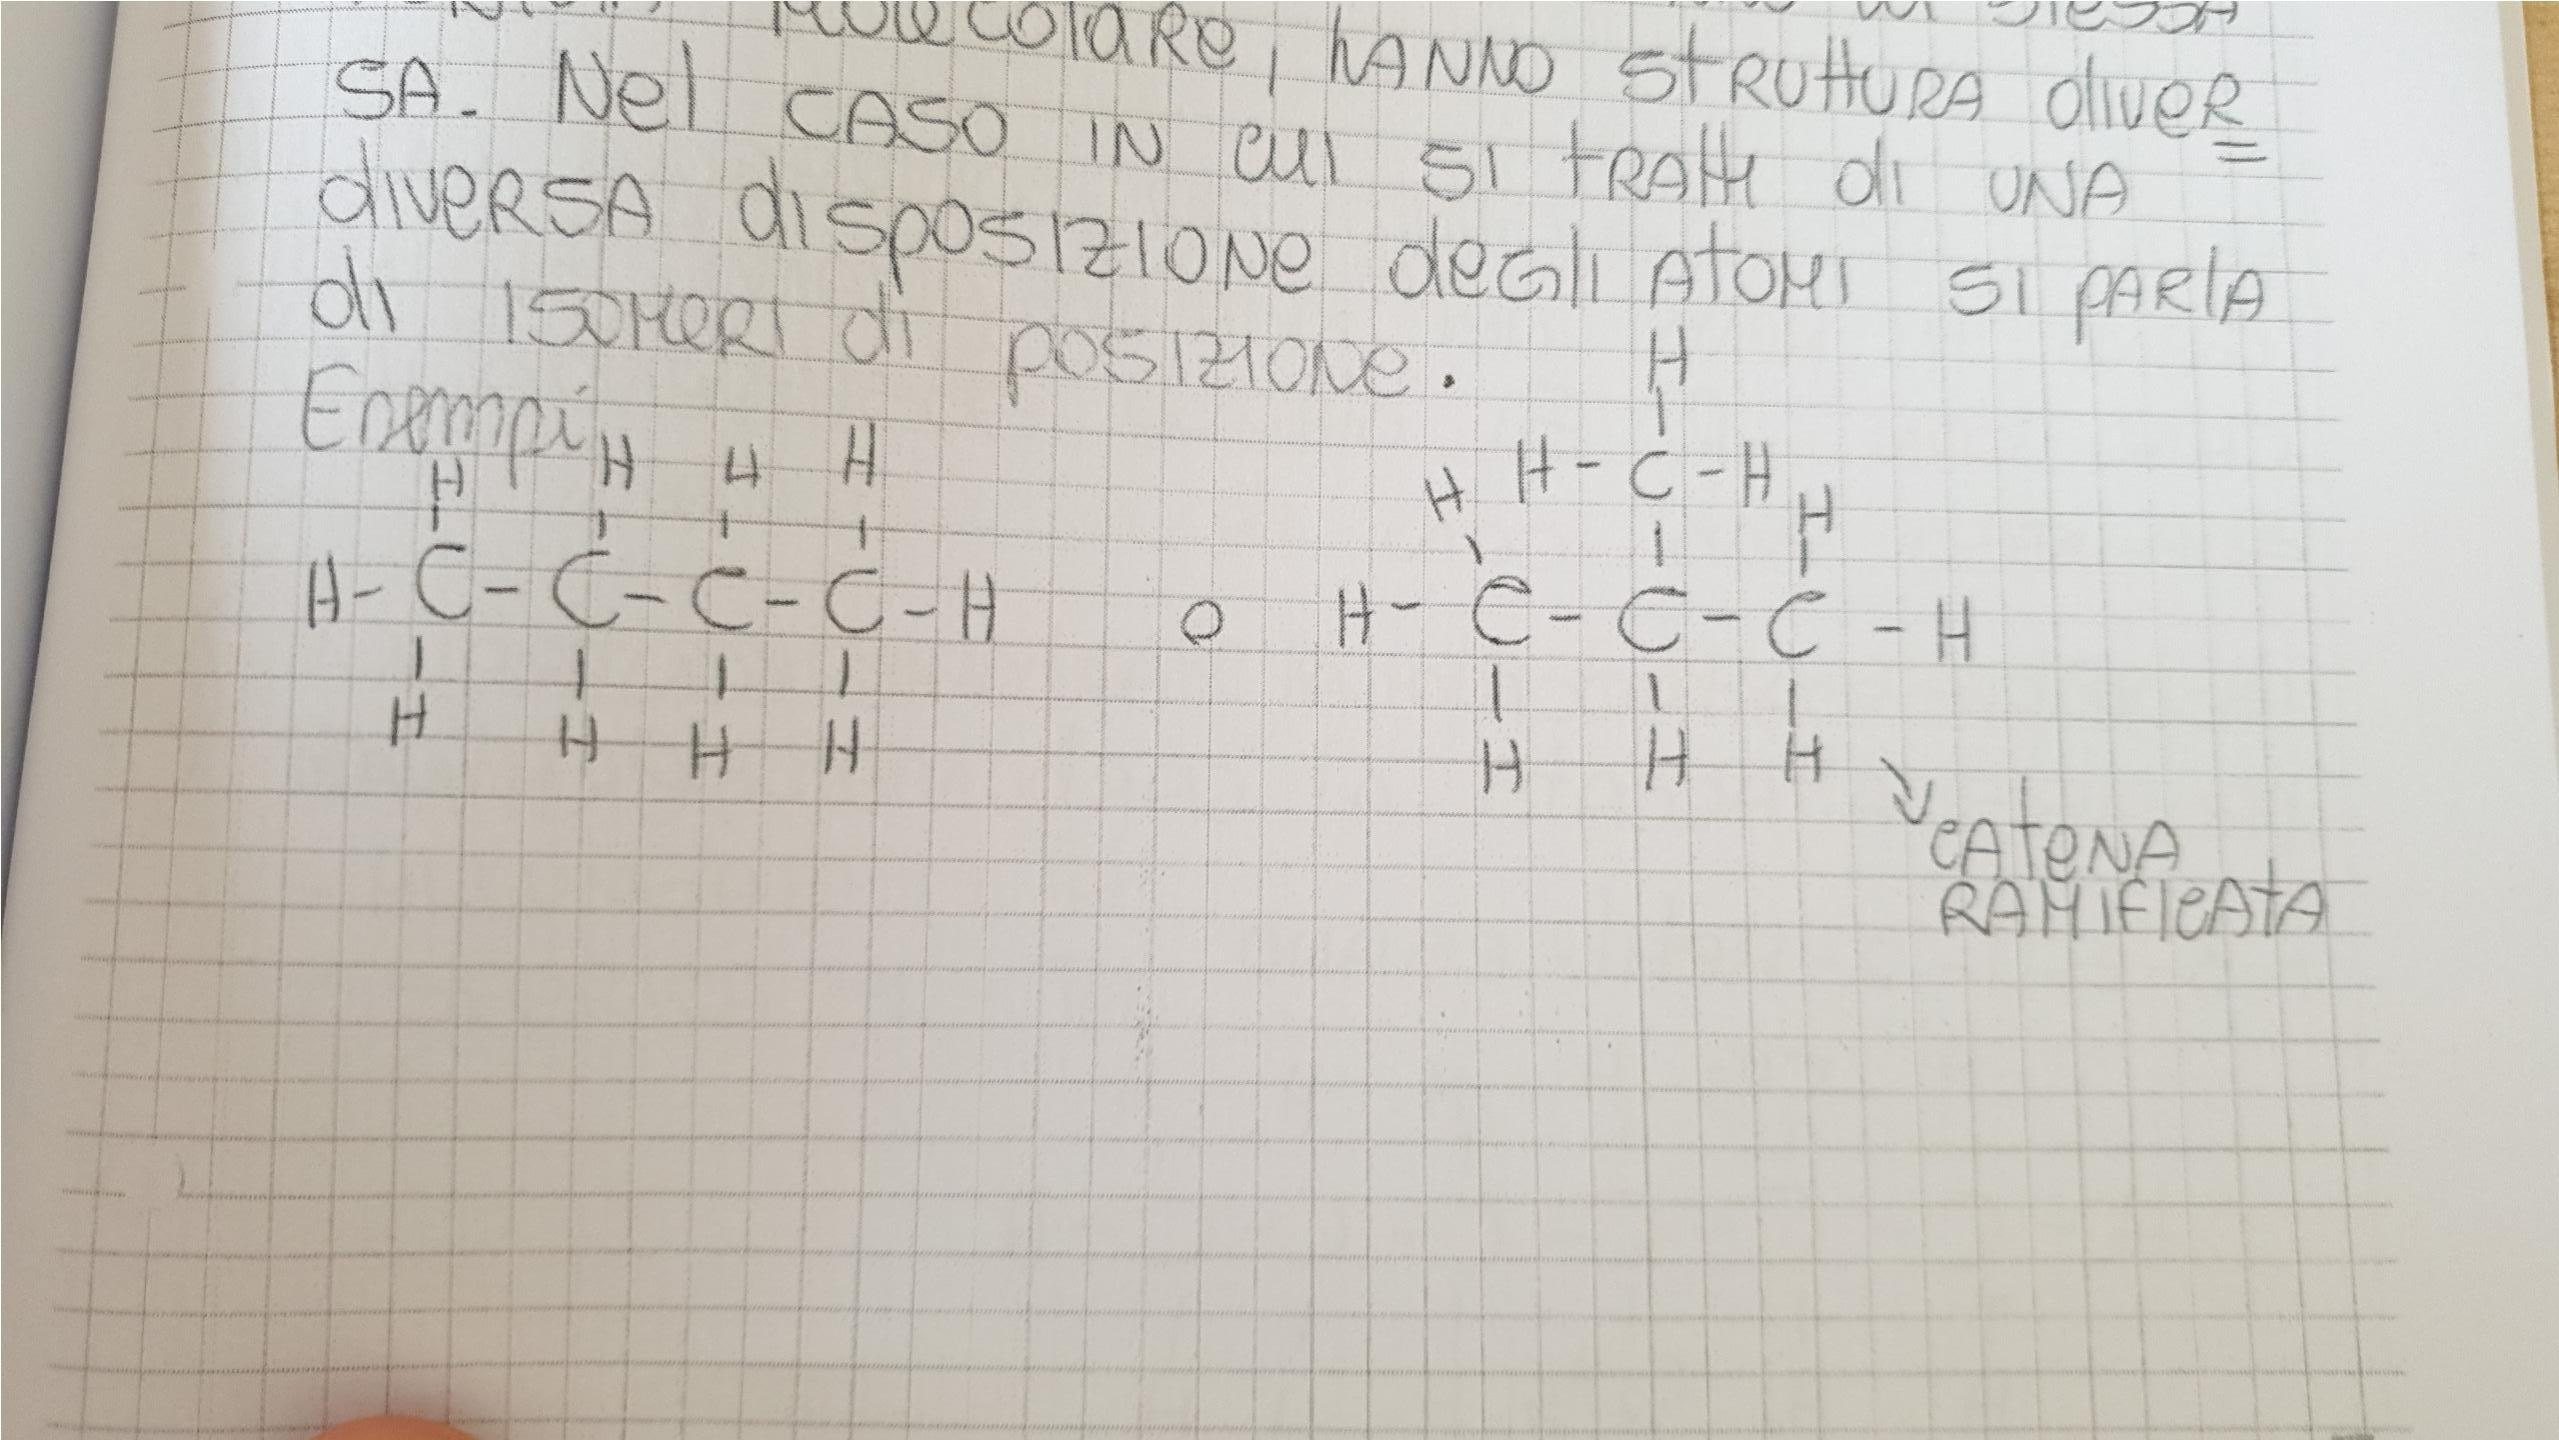 MOLECOLARE, HANNO STRUTTURA DIVER=
SA. Nel CASO IN CUI SI TRATTI di UNA
diVERSA diSPOSIZIONE deGli ATOMI SI PARlA
di ISOMERI di POSIZIONE.
Esempi
H
H - C - H
H H H H
H H
H - C - C - C - C - H o H - C - C - C - H
H H H H H H H
CATENA
RAMIFICATA